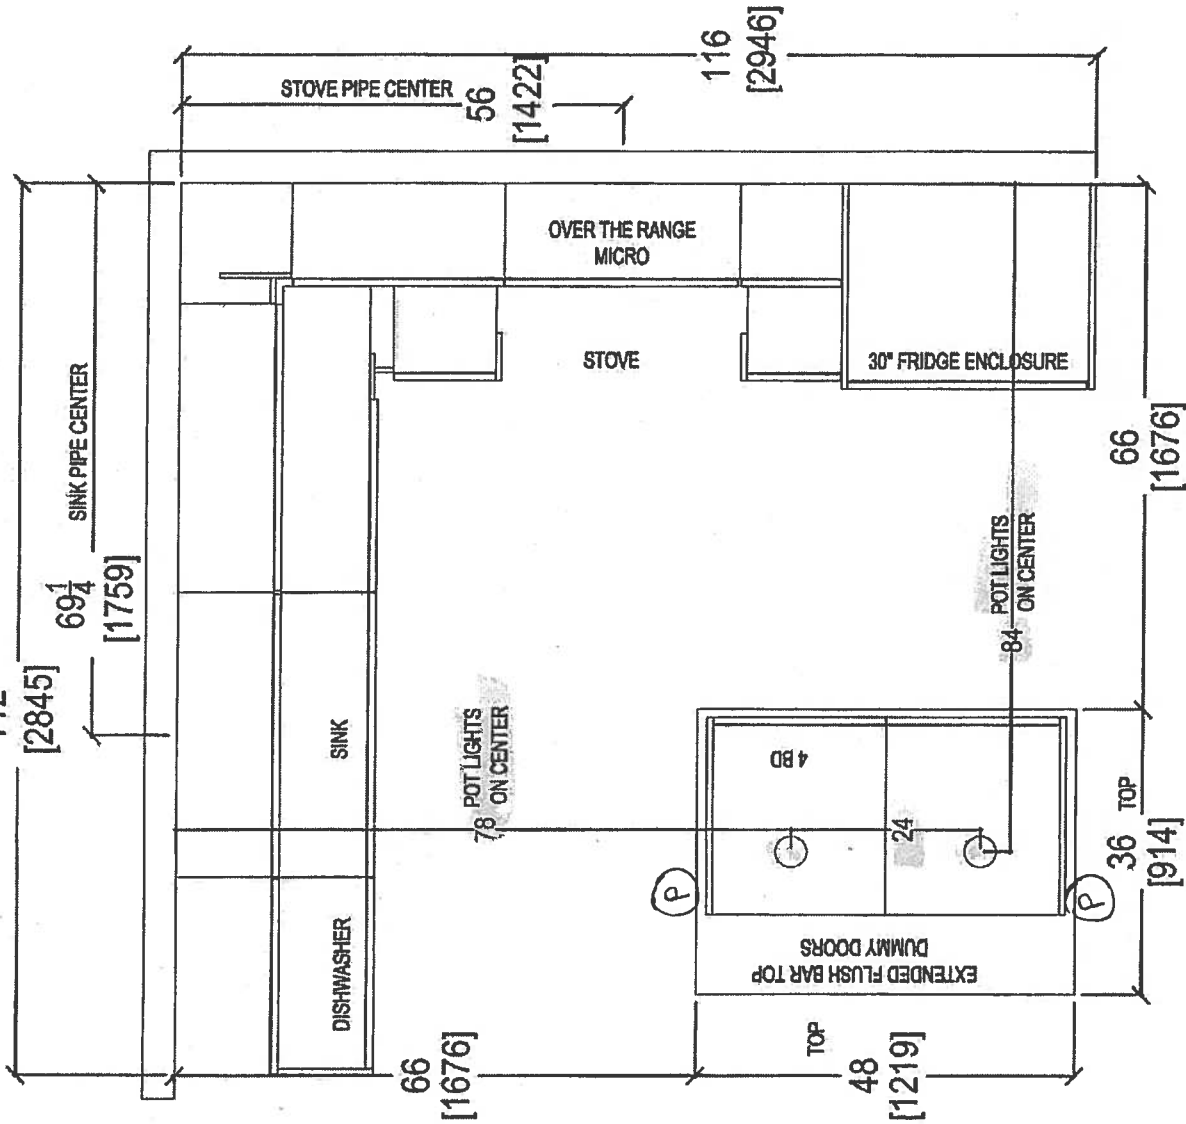 116
[2946]
STOVE PIPE CENTER
56
[1422]
[2845]
SINK PIPE CENTER
69 1/4
[1759]
OVER THE RANGE
MICRO
STOVE
30" FRIDGE ENCLOSURE
66
[1676]
SINK
DISHWASHER
POT LIGHTS
ON CENTER
78
POT LIGHTS
ON CENTER
84
4 BD
24
P
P
EXTENDED FLUSH BAR TOP
DUMMY DOORS
36 TOP
[914]
66
[1676]
TOP
48
[1219]